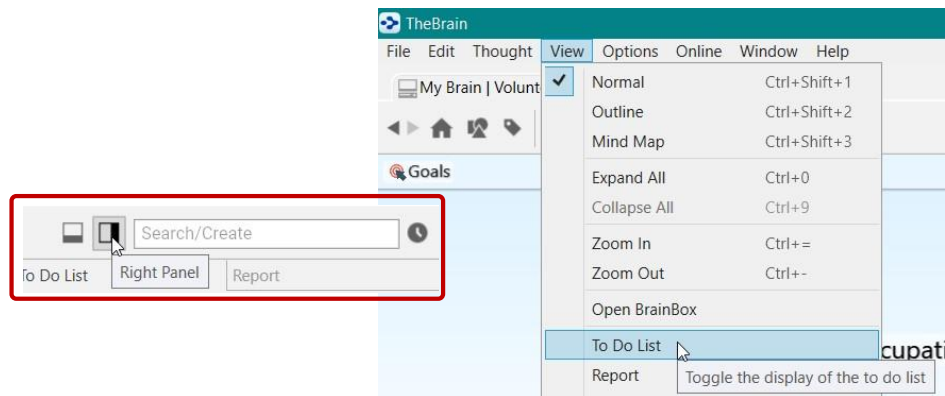 TheBrain
File Edit Thought View Options Online Window Help
My Brain | Volunt
Normal Ctrl+Shift+1
Outline Ctrl+Shift+2
Mind Map Ctrl+Shift+3
Goals
Expand All Ctrl+0
Collapse All Ctrl+9
Zoom In Ctrl+=
Zoom Out Ctrl+-
Open BrainBox
To Do List
cupati
Report
Toggle the display of the to do list
Search/Create
To Do List
Right Panel
Report